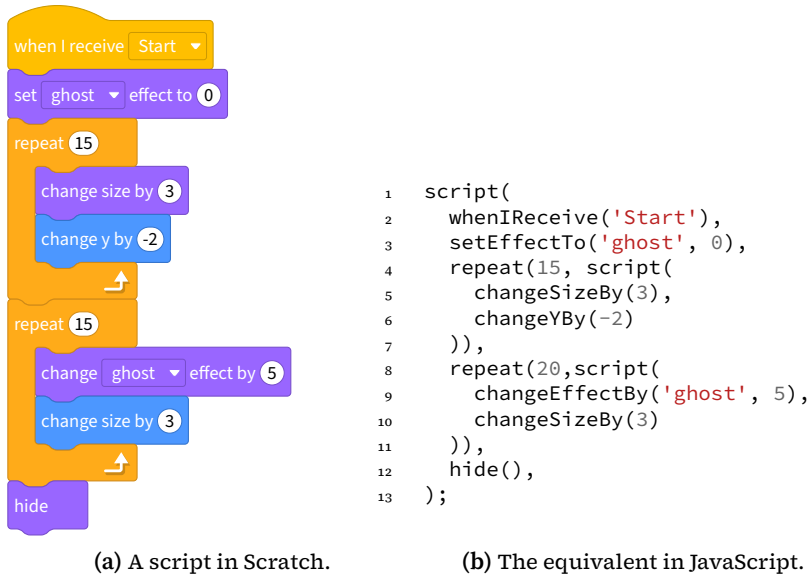 when I receive Start
set ghost effect to 0
repeat 15
change size by 3
change y by -2
repeat 15
change ghost effect by 5
change size by 3
hide
(a) A script in Scratch.
1 script(
2 whenIReceive('Start'),
3 setEffectTo('ghost', 0),
4 repeat(15, script(
5 changeSizeBy(3),
6 changeYBy(-2)
7 )),
8 repeat(20,script(
9 changeEffectBy('ghost', 5),
10 changeSizeBy(3)
11 )),
12 hide(),
13 );
(b) The equivalent in JavaScript.